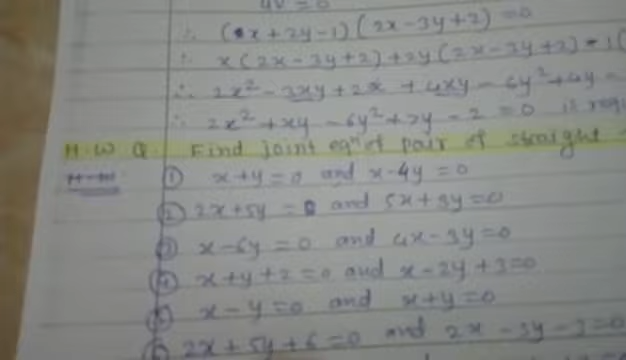 4y = 0
∴ (x+2y-1)(2x-3y+2) = 0
∴ x(2x-3y+2)+2y(2x-3y+2)-1(
∴ 2x²-3xy+2x+4xy-6y²+4y-
∴ 2x²+xy-6y²+7y-2=0 is requ
H.W Q. Find joint eqⁿ of pair of straight
① x+y=0 and x-4y=0
② 2x+5y=0 and 5x+3y=0
③ x-6y=0 and 4x-3y=0
④ x+y+2=0 and x-2y+3=0
⑤ x-y=0 and x+y=0
⑥ 2x+5y+6=0 and 2x-3y-3=0